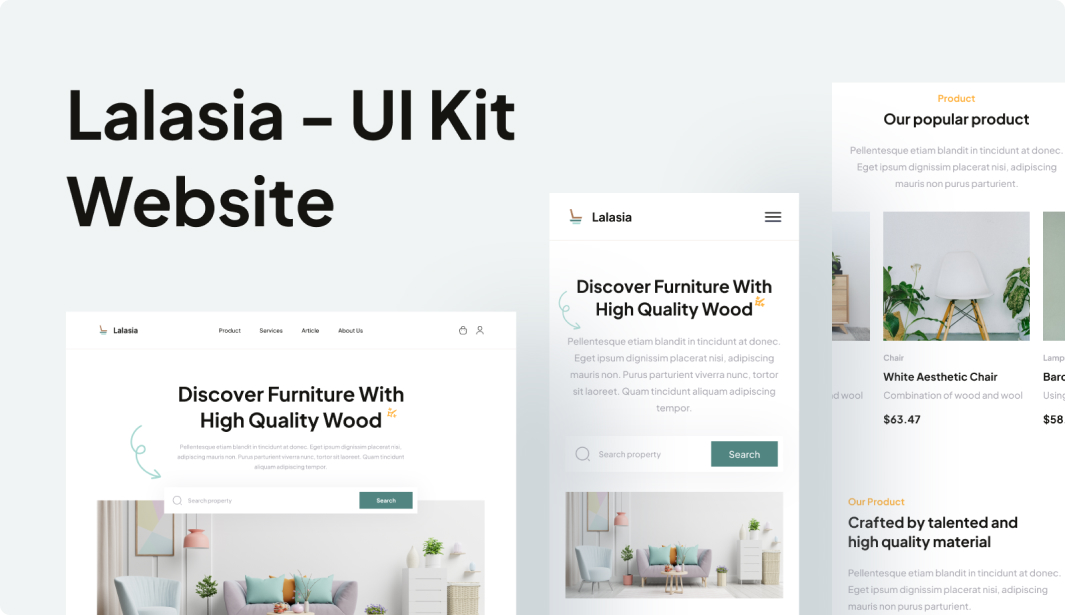 Lalasia – UI Kit
Website
Lalasia
Product
Services
Article
About Us
Discover Furniture With
High Quality Wood
Pellentesque etiam blandit in tincidunt at donec. Eget ipsum dignissim placerat nisi,
adipiscing mauris non. Purus parturient viverra nunc, tortor sit laoreet. Quam tincidunt
aliquam adipiscing tempor.
Search property
Search
Lalasia
Discover Furniture With
High Quality Wood
Pellentesque etiam blandit in tincidunt at donec.
Eget ipsum dignissim placerat nisi, adipiscing
mauris non. Purus parturient viverra nunc, tortor
sit laoreet. Quam tincidunt aliquam adipiscing
tempor.
Search property
Search
Product
Our popular product
Pellentesque etiam blandit in tincidunt at donec.
Eget ipsum dignissim placerat nisi, adipiscing
mauris non purus parturient.
d wool
Chair
White Aesthetic Chair
Combination of wood and wool
$63.47
Lamp
Barc
Using
$58.
Our Product
Crafted by talented and
high quality material
Pellentesque etiam blandit in tincidunt at donec.
Eget ipsum dignissim placerat nisi, adipiscing
mauris non purus parturient.